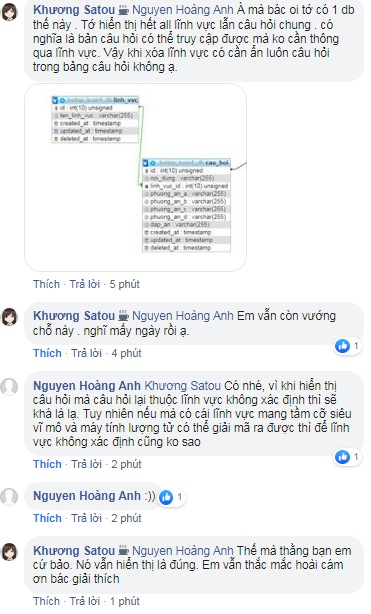 Khương Satou ☕ Nguyen Hoàng Anh À mà bác oi tớ có 1 db
thế này . Tớ hiển thị hết all lĩnh vực lẫn câu hỏi chung . có
nghĩa là bản câu hỏi có thể truy cập được mà ko cần thông
qua lĩnh vực. Vậy khi xóa lĩnh vực có cần ẩn luôn câu hỏi
trong bảng câu hỏi không ạ.
linh_vuc
id : int(10) unsigned
ten_linh_vuc : varchar(255)
created_at : timestamp
updated_at : timestamp
deleted_at : timestamp
cau_hoi
id : int(10) unsigned
noi_dung : varchar(255)
linh_vuc_id : int(10) unsigned
phuong_an_a : varchar(255)
phuong_an_b : varchar(255)
phuong_an_c : varchar(255)
phuong_an_d : varchar(255)
dap_an : varchar(255)
created_at : timestamp
updated_at : timestamp
deleted_at : timestamp
Thích · Trả lời · 5 phút
Khương Satou ☕ Nguyen Hoàng Anh Em vẫn còn vướng
chỗ này . nghĩ mấy ngày rồi ạ.
1
Thích · Trả lời · 4 phút
Nguyen Hoàng Anh Khương Satou Có nhé, vì khi hiển thị
câu hỏi mà câu hỏi lại thuộc lĩnh vực không xác định thì sẽ
khá là lạ. Tuy nhiên nếu mà có cái lĩnh vực mang tầm cỡ siêu
vĩ mô và máy tính lượng tử có thể giải mã ra được thì để lĩnh
vực không xác định cũng ko sao
1
Thích · Trả lời · 2 phút
Nguyen Hoàng Anh :)) 1
Thích · Trả lời · 2 phút
Khương Satou ☕ Nguyen Hoàng Anh Thế mà thằng bạn em
cứ bảo. Nó vẫn hiển thị là đúng. Em vẫn thắc mắc hoài cám
ơn bác giải thích
Thích · Trả lời · 1 phút